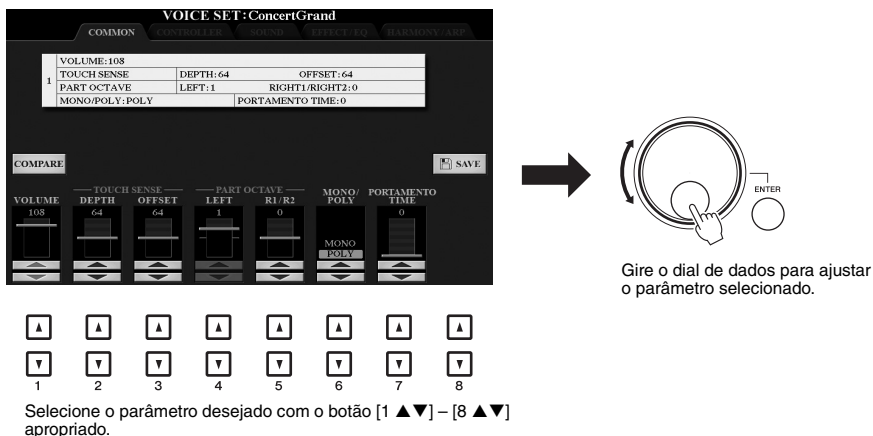 VOICE SET:ConcertGrand
COMMON CONTROLLER SOUND EFFECT/EQ HARMONY/ARP
1
VOLUME:108
TOUCH SENSE DEPTH:64 OFFSET:64
PART OCTAVE LEFT:1 RIGHT1/RIGHT2:0
MONO/POLY:POLY PORTAMENTO TIME:0
COMPARE SAVE
TOUCH SENSE PART OCTAVE MONO/ PORTAMENTO
VOLUME DEPTH OFFSET LEFT R1/R2 POLY TIME
108 64 64 1 0 0
MONO
POLY
ENTER
Gire o dial de dados para ajustar
o parâmetro selecionado.
1 2 3 4 5 6 7 8
Selecione o parâmetro desejado com o botão [1 ▲▼] – [8 ▲▼]
apropriado.